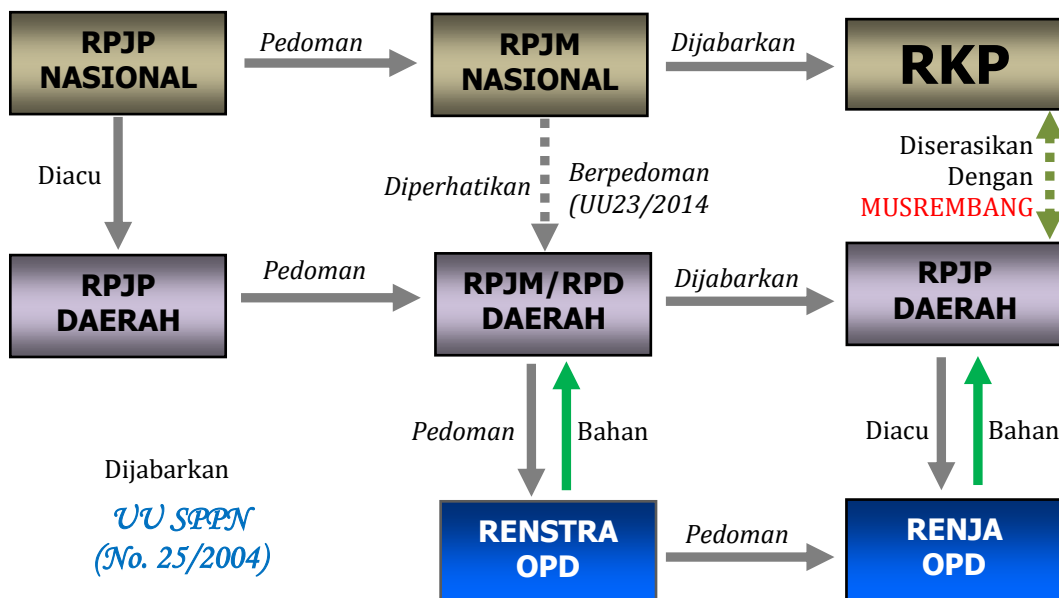 RPJP
NASIONAL
Pedoman
RPJM
NASIONAL
Dijabarkan
RKP
Diacu
Diperhatikan
Berpedoman
(UU23/2014
Diserasikan
Dengan
MUSREMBANG
RPJP
DAERAH
Pedoman
RPJM/RPD
DAERAH
Dijabarkan
RPJP
DAERAH
Pedoman
Bahan
Diacu
Bahan
Dijabarkan
UU SPPN
(No. 25/2004)
RENSTRA
OPD
Pedoman
RENJA
OPD